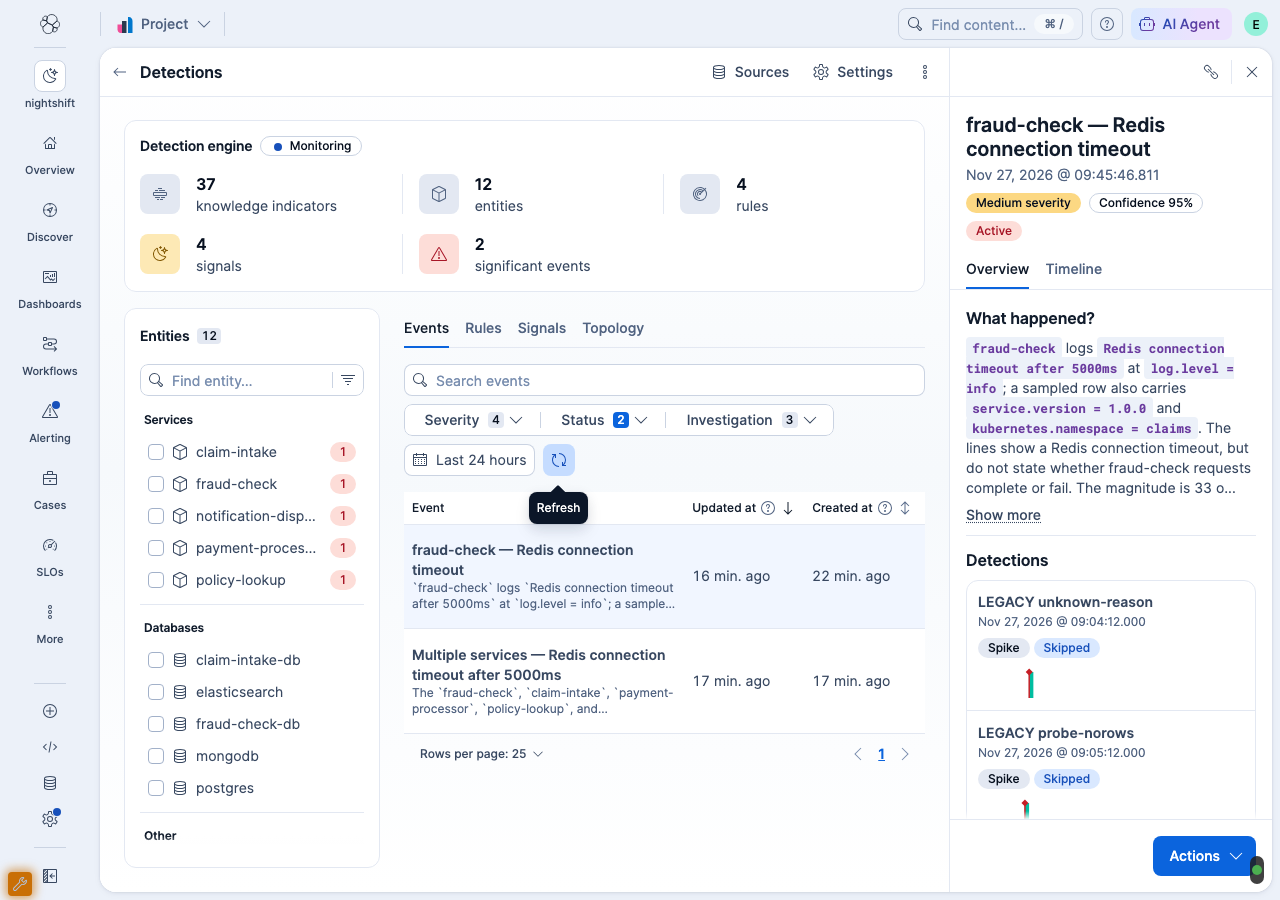 Project
Find content...
⌘ /
AI Agent
E
nightshift
Overview
Discover
Dashboards
Workflows
Alerting
Cases
SLOs
More
Detections
Sources
Settings
Detection engine
Monitoring
37
knowledge indicators
12
entities
4
rules
4
signals
2
significant events
Entities 12
Find entity...
Services
claim-intake 1
fraud-check 1
notification-disp... 1
payment-proces... 1
policy-lookup 1
Databases
claim-intake-db
elasticsearch
fraud-check-db
mongodb
postgres
Other
Events Rules Signals Topology
Search events
Severity 4 Status 2 Investigation 3
Last 24 hours
Refresh
Event Updated at Created at
fraud-check — Redis connection
timeout
`fraud-check` logs `Redis connection timeout
after 5000ms` at `log.level = info`; a sample...
16 min. ago 22 min. ago
Multiple services — Redis connection
timeout after 5000ms
The `fraud-check`, `claim-intake`, `payment-
processor`, `policy-lookup`, and...
17 min. ago 17 min. ago
Rows per page: 25
1
fraud-check — Redis
connection timeout
Nov 27, 2026 @ 09:45:46.811
Medium severity Confidence 95%
Active
Overview Timeline
What happened?
fraud-check logs Redis connection
timeout after 5000ms at log.level =
info ; a sampled row also carries
service.version = 1.0.0 and
kubernetes.namespace = claims . The
lines show a Redis connection timeout, but
do not state whether fraud-check requests
complete or fail. The magnitude is 33 o...
Show more
Detections
LEGACY unknown-reason
Nov 27, 2026 @ 09:04:12.000
Spike Skipped
LEGACY probe-norows
Nov 27, 2026 @ 09:05:12.000
Spike Skipped
Actions